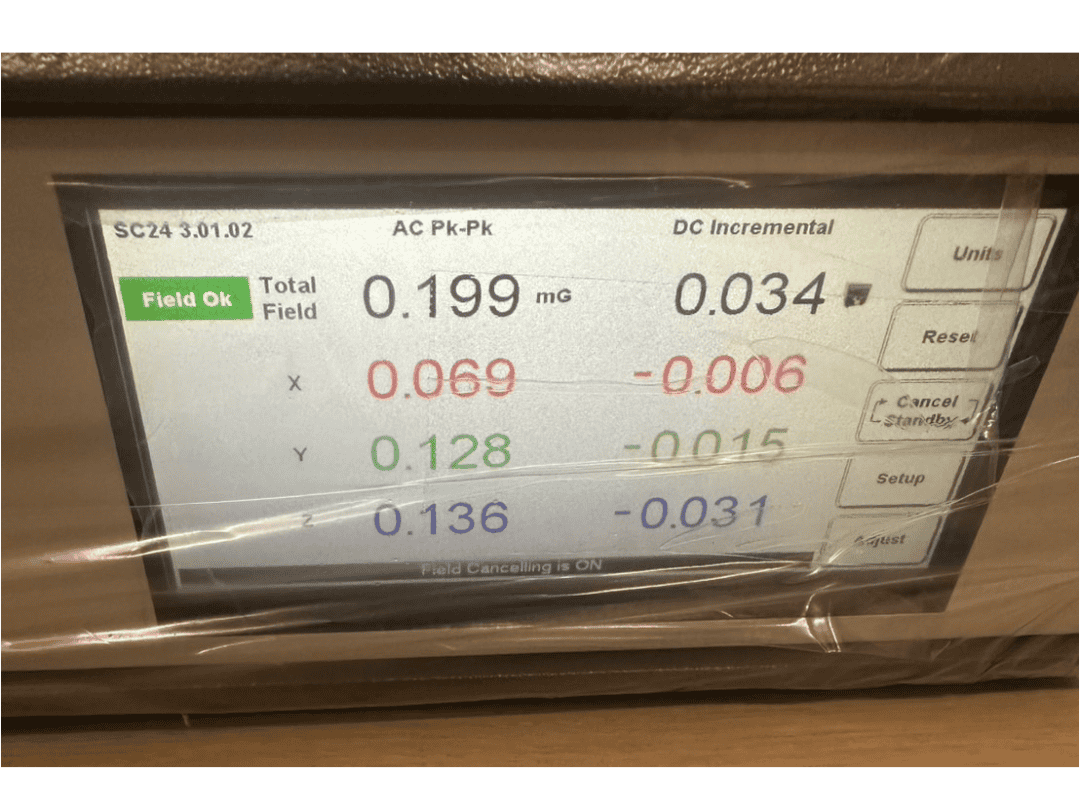 SC24 3.01.02 AC Pk-Pk DC Incremental
Units
Field Ok Total Field 0.199 mG 0.034
Reset
X 0.069 -0.006
Cancel
Standby
Y 0.128 -0.015
Setup
Z 0.136 -0.031
Adjust
Field Cancelling is ON